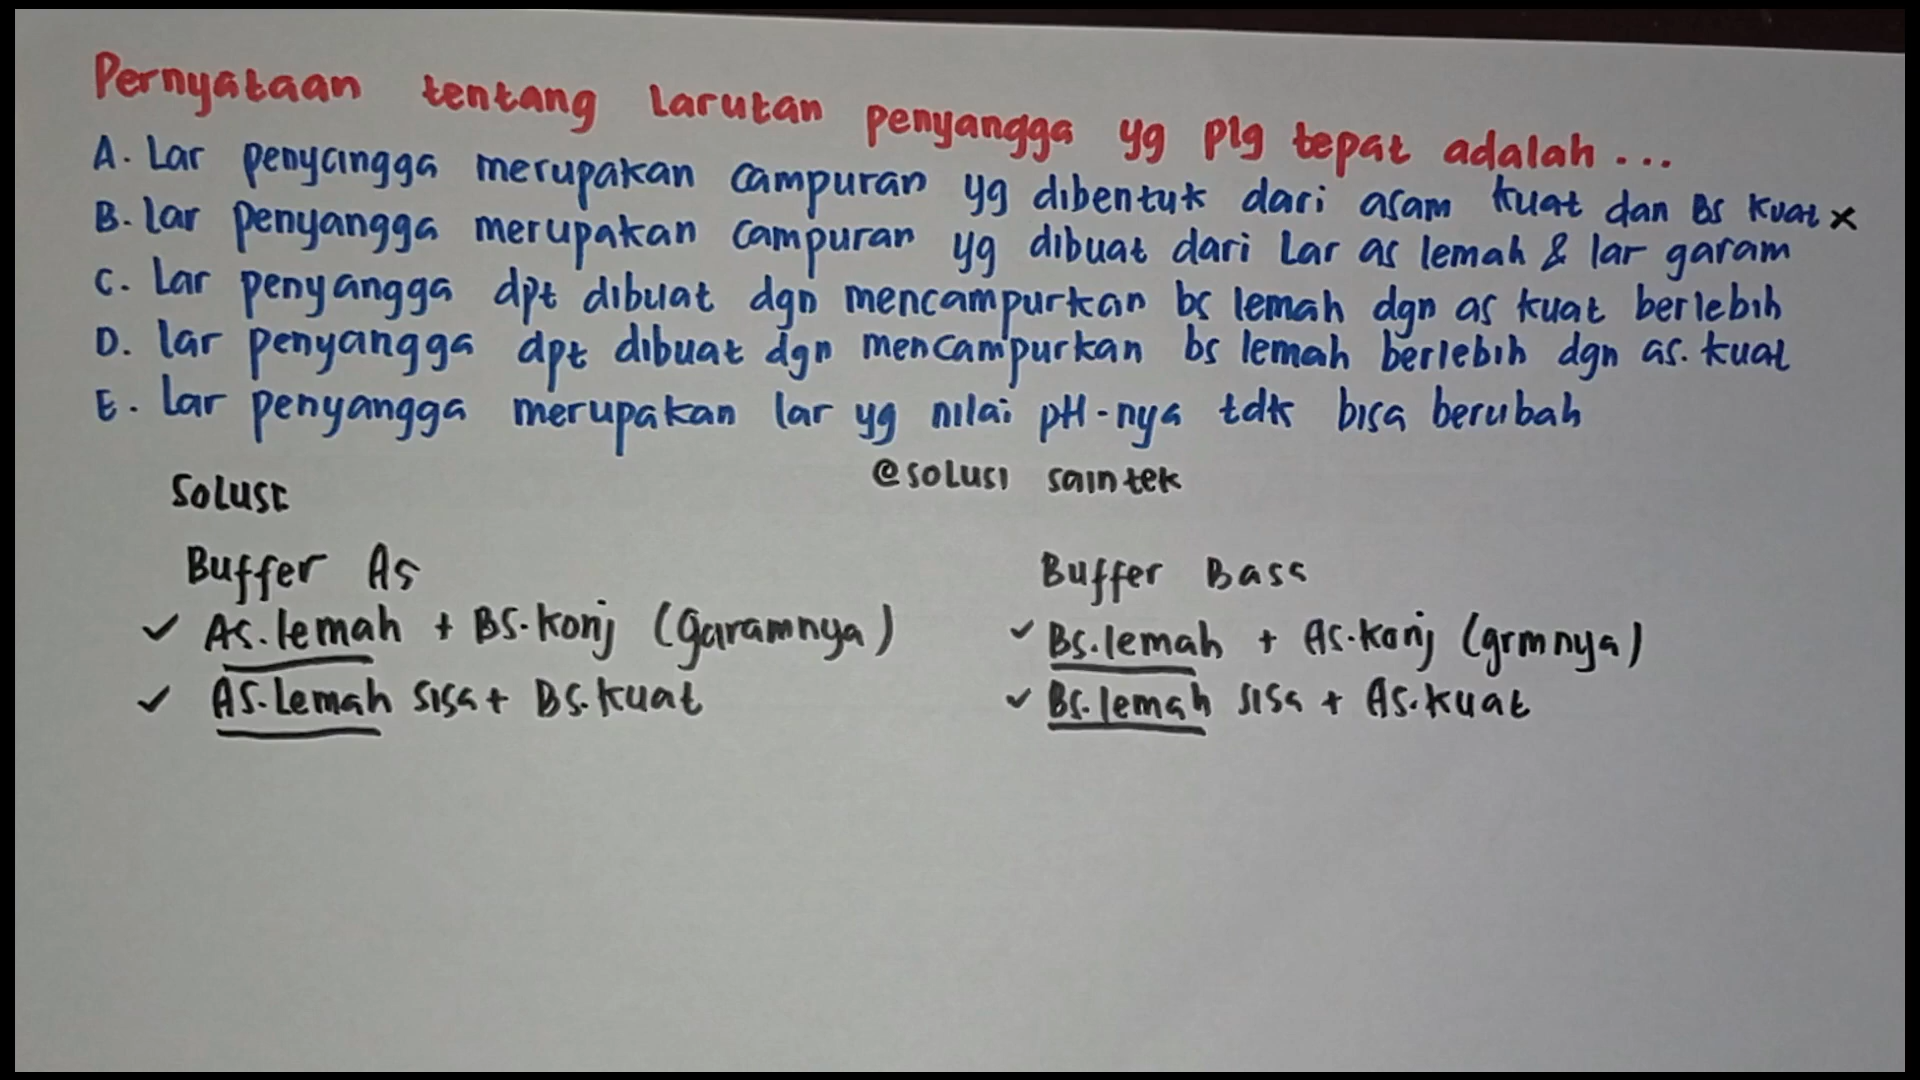 Pernyataan tentang Larutan penyangga yg plg tepat adalah...
A. Lar penyangga merupakan campuran yg dibentuk dari asam kuat dan Bs kuat ×
B. Lar penyangga merupakan campuran yg dibuat dari Lar as lemah & lar garam
C. Lar penyangga dpt dibuat dgn mencampurkan bs lemah dgn as kuat berlebih
D. lar penyangga dpt dibuat dgn mencampurkan bs lemah berlebih dgn as. kuat
E. lar penyangga merupakan lar yg nilai pH-nya tdk bisa berubah
@solusi saintek
SOLUSI
Buffer As
✓ As.lemah + Bs.konj (garamnya)
✓ AS.Lemah sisa + Bs.kuat
Buffer Basa
✓ Bs.lemah + As.konj (grmnya)
✓ Bs.lemah sisa + As.kuat